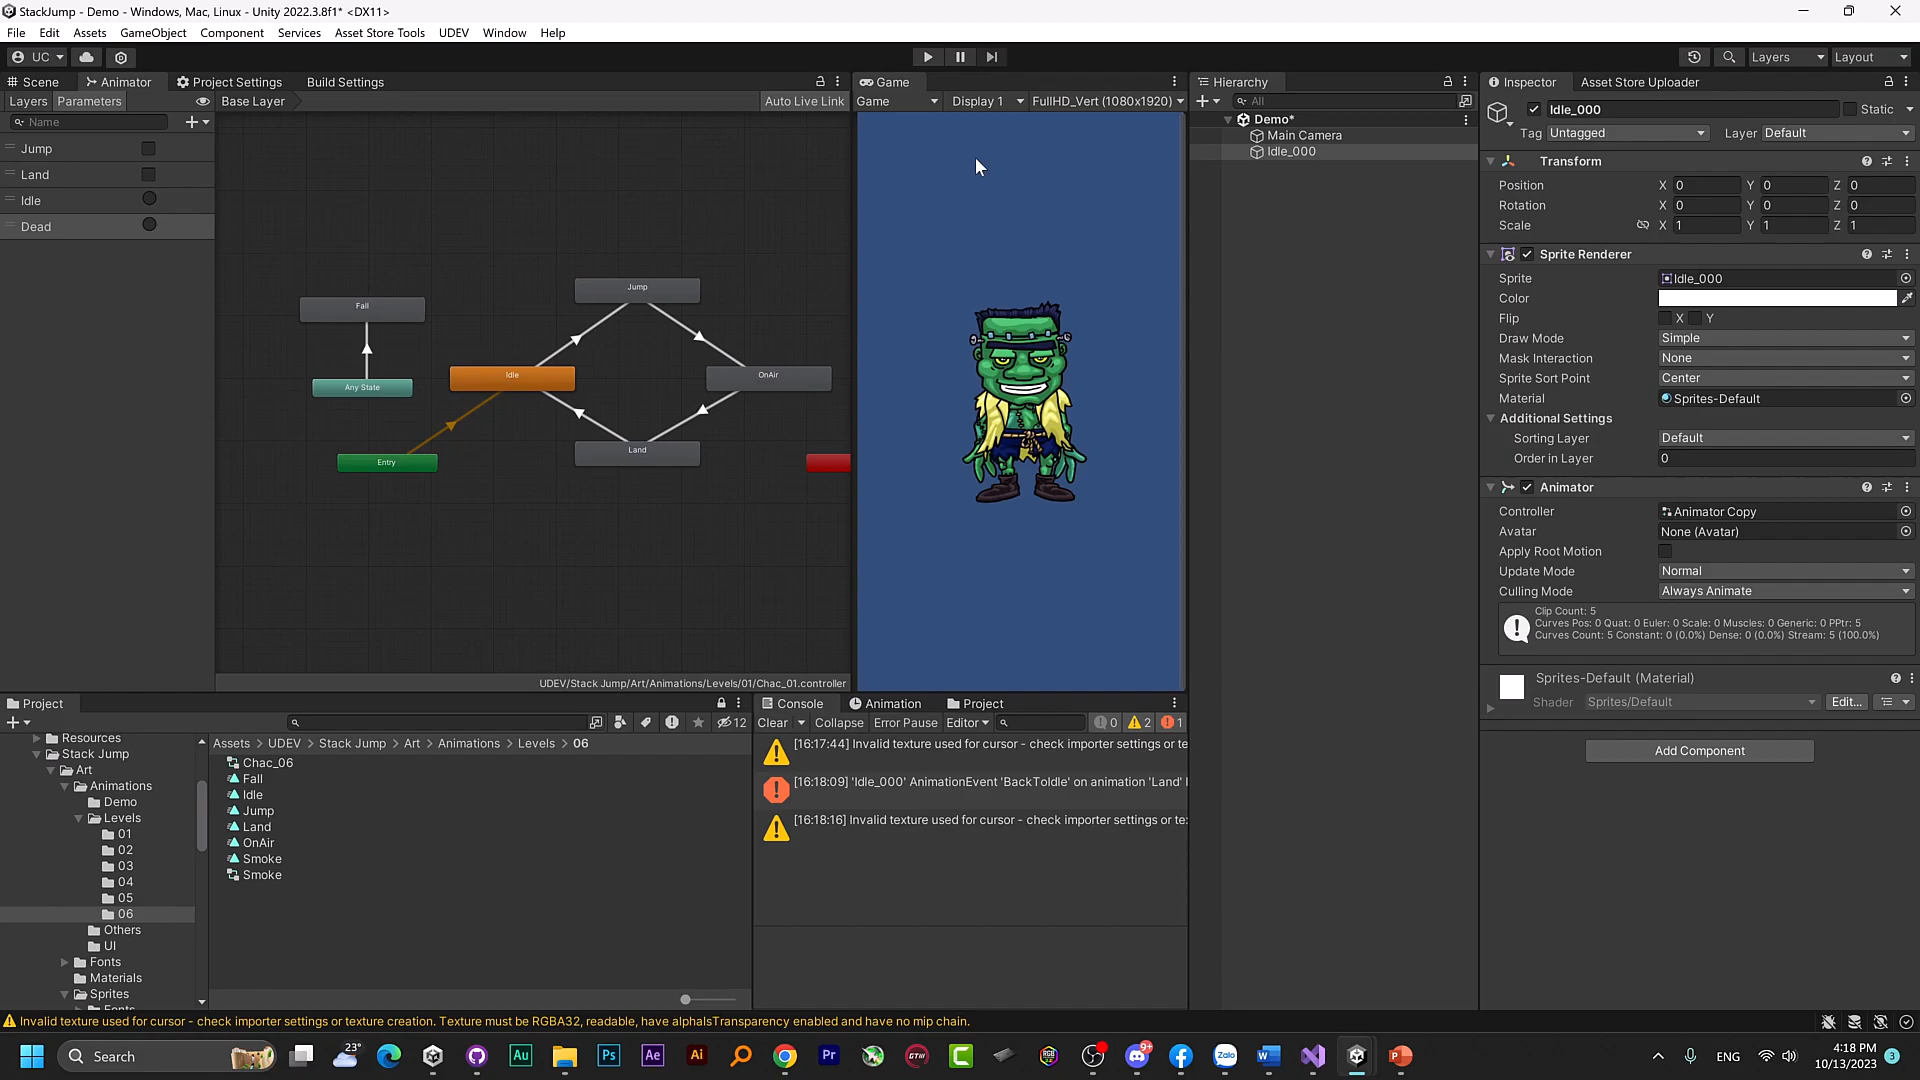 StackJump - Demo - Windows, Mac, Linux - Unity 2022.3.8f1* <DX11>
File Edit Assets GameObject Component Services Asset Store Tools UDEV Window Help
UC Layers Layout
Scene Animator Project Settings Build Settings
Layers Parameters Base Layer Auto Live Link
Name
Jump
Land
Idle
Dead
Fall
Any State
Entry
Idle
Jump
OnAir
Land
UDEV/Stack Jump/Art/Animations/Levels/01/Chac_01.controller
Game
Game Display 1 FullHD_Vert (1080x1920)
Hierarchy
All
Demo*
Main Camera
Idle_000
Inspector Asset Store Uploader
Idle_000 Static
Tag Untagged Layer Default
Transform
Position X 0 Y 0 Z 0
Rotation X 0 Y 0 Z 0
Scale X 1 Y 1 Z 1
Sprite Renderer
Sprite Idle_000
Color
Flip X Y
Draw Mode Simple
Mask Interaction None
Sprite Sort Point Center
Material Sprites-Default
Additional Settings
Sorting Layer Default
Order in Layer 0
Animator
Controller Animator Copy
Avatar None (Avatar)
Apply Root Motion
Update Mode Normal
Culling Mode Always Animate
Clip Count: 5
Curves Pos: 0 Quat: 0 Euler: 0 Scale: 0 Muscles: 0 Generic: 0 PPtr: 5
Curves Count: 5 Constant: 0 (0.0%) Dense: 0 (0.0%) Stream: 5 (100.0%)
Sprites-Default (Material)
Shader Sprites/Default Edit...
Add Component
Project
12
Resources
Stack Jump
Art
Animations
Demo
Levels
01
02
03
04
05
06
Others
UI
Fonts
Materials
Sprites
Fonts
Assets > UDEV > Stack Jump > Art > Animations > Levels > 06
Chac_06
Fall
Idle
Jump
Land
OnAir
Smoke
Smoke
Console Animation Project
Clear Collapse Error Pause Editor 0 2 1
[16:17:44] Invalid texture used for cursor - check importer settings or te
[16:18:09] 'Idle_000' AnimationEvent 'BackToIdle' on animation 'Land'
[16:18:16] Invalid texture used for cursor - check importer settings or te
Invalid texture used for cursor - check importer settings or texture creation. Texture must be RGBA32, readable, have alphaIsTransparency enabled and have no mip chain.
Search 23° Au Ps Ae Ai Pr GTW RGB 9+ Zalo ENG 4:18 PM
10/13/2023 3